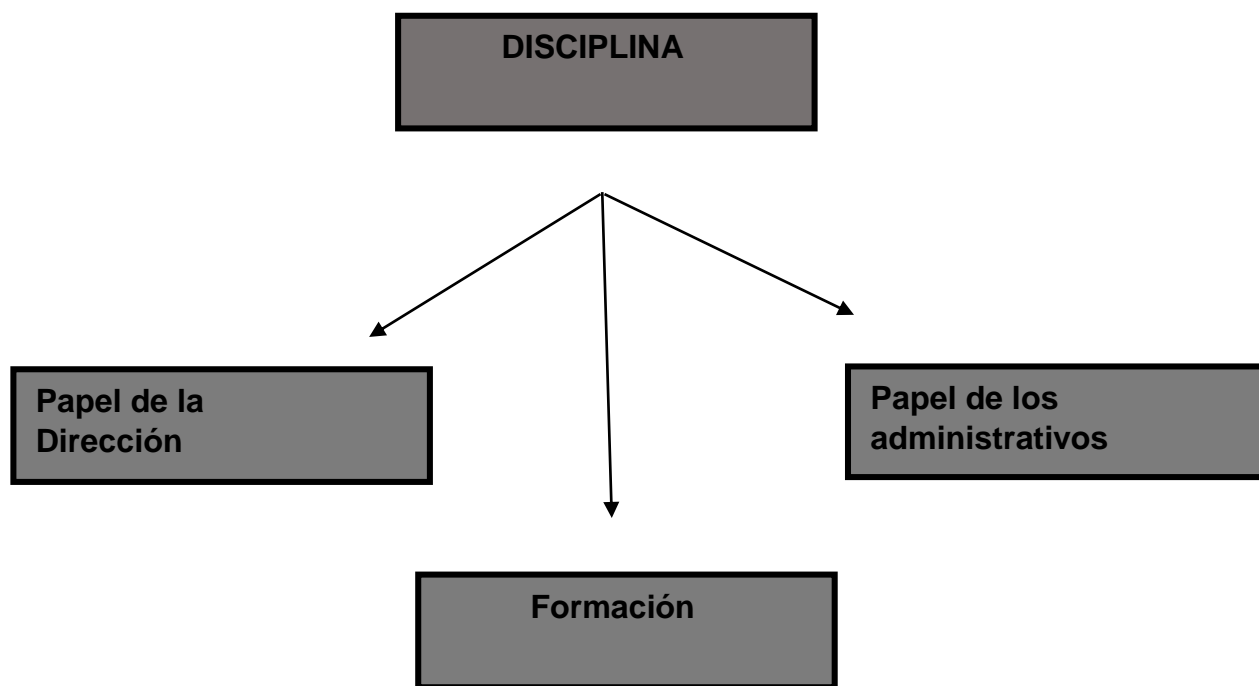 DISCIPLINA
Papel de la
Dirección
Papel de los
administrativos
Formación